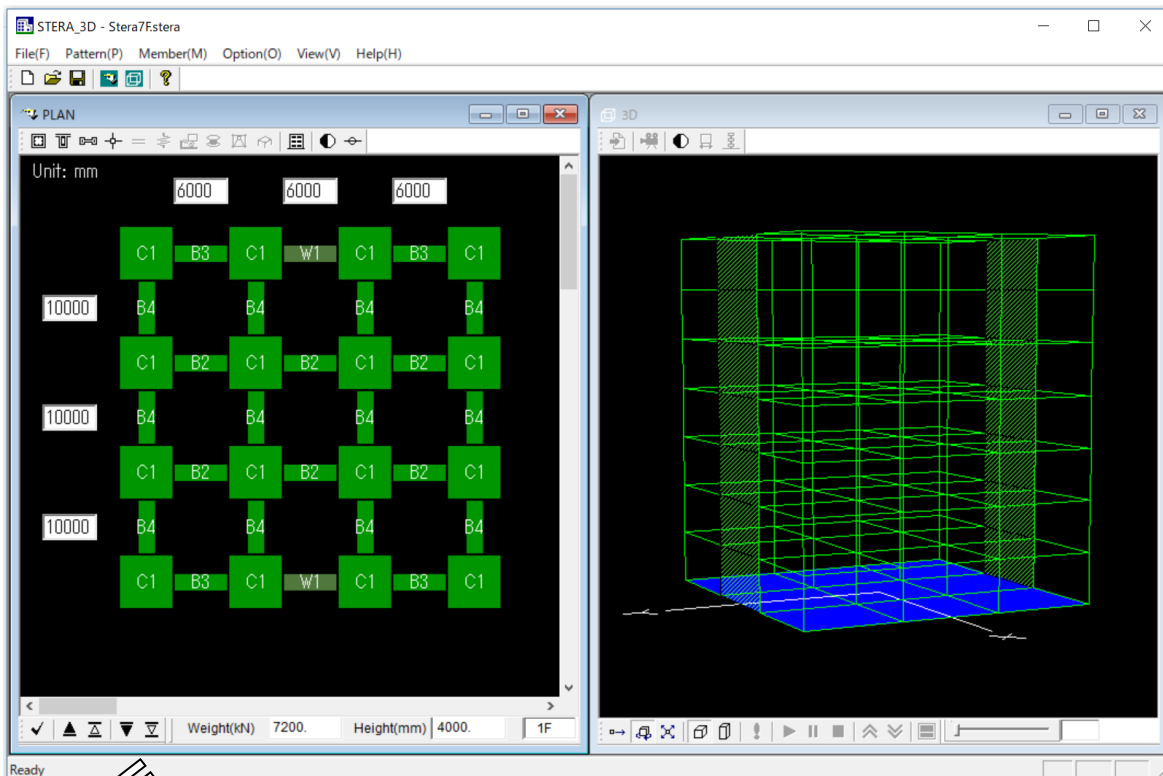 STERA_3D - Stera7F.stera
File(F) Pattern(P) Member(M) Option(O) View(V) Help(H)
PLAN
Unit: mm
6000 6000 6000
C1 B3 C1 W1 C1 B3 C1
10000 B4 B4 B4 B4
C1 B2 C1 B2 C1 B2 C1
10000 B4 B4 B4 B4
C1 B2 C1 B2 C1 B2 C1
10000 B4 B4 B4 B4
C1 B3 C1 W1 C1 B3 C1
Weight(kN) 7200. Height(mm) 4000. 1F
3D
Ready